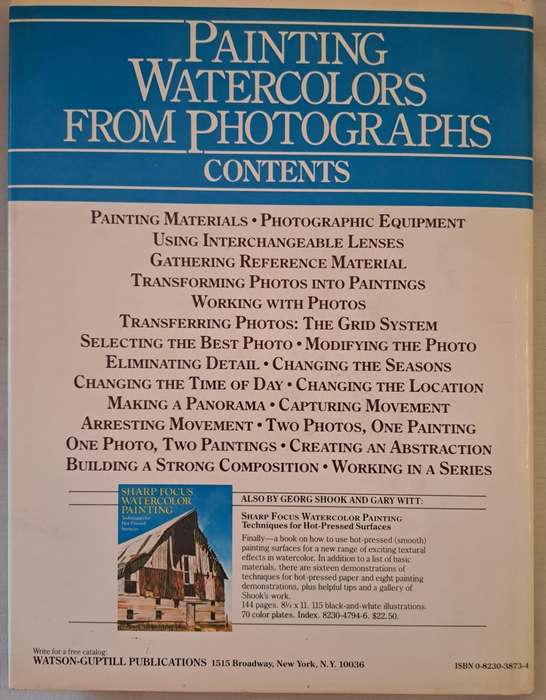 PAINTING
WATERCOLORS
FROM PHOTOGRAPHS
CONTENTS
PAINTING MATERIALS • PHOTOGRAPHIC EQUIPMENT
USING INTERCHANGEABLE LENSES
GATHERING REFERENCE MATERIAL
TRANSFORMING PHOTOS INTO PAINTINGS
WORKING WITH PHOTOS
TRANSFERRING PHOTOS: THE GRID SYSTEM
SELECTING THE BEST PHOTO • MODIFYING THE PHOTO
ELIMINATING DETAIL • CHANGING THE SEASONS
CHANGING THE TIME OF DAY • CHANGING THE LOCATION
MAKING A PANORAMA • CAPTURING MOVEMENT
ARRESTING MOVEMENT • TWO PHOTOS, ONE PAINTING
ONE PHOTO, TWO PAINTINGS • CREATING AN ABSTRACTION
BUILDING A STRONG COMPOSITION • WORKING IN A SERIES
SHARP FOCUS
WATERCOLOR
PAINTING
Techniques for
Hot-Pressed
Surfaces
ALSO BY GEORG SHOOK AND GARY WITT:
SHARP FOCUS WATERCOLOR PAINTING
Techniques for Hot-Pressed Surfaces
Finally—a book on how to use hot-pressed (smooth)
painting surfaces for a new range of exciting textural
effects in watercolor. In addition to a list of basic
materials, there are sixteen demonstrations of
techniques for hot-pressed paper and eight painting
demonstrations, plus helpful tips and a gallery of
Shook's work.
144 pages. 8¼ x 11. 115 black-and-white illustrations.
70 color plates. Index. 8230-4794-6. $22.50.
Write for a free catalog:
WATSON-GUPTILL PUBLICATIONS 1515 Broadway, New York, N.Y. 10036
ISBN 0-8230-3873-4